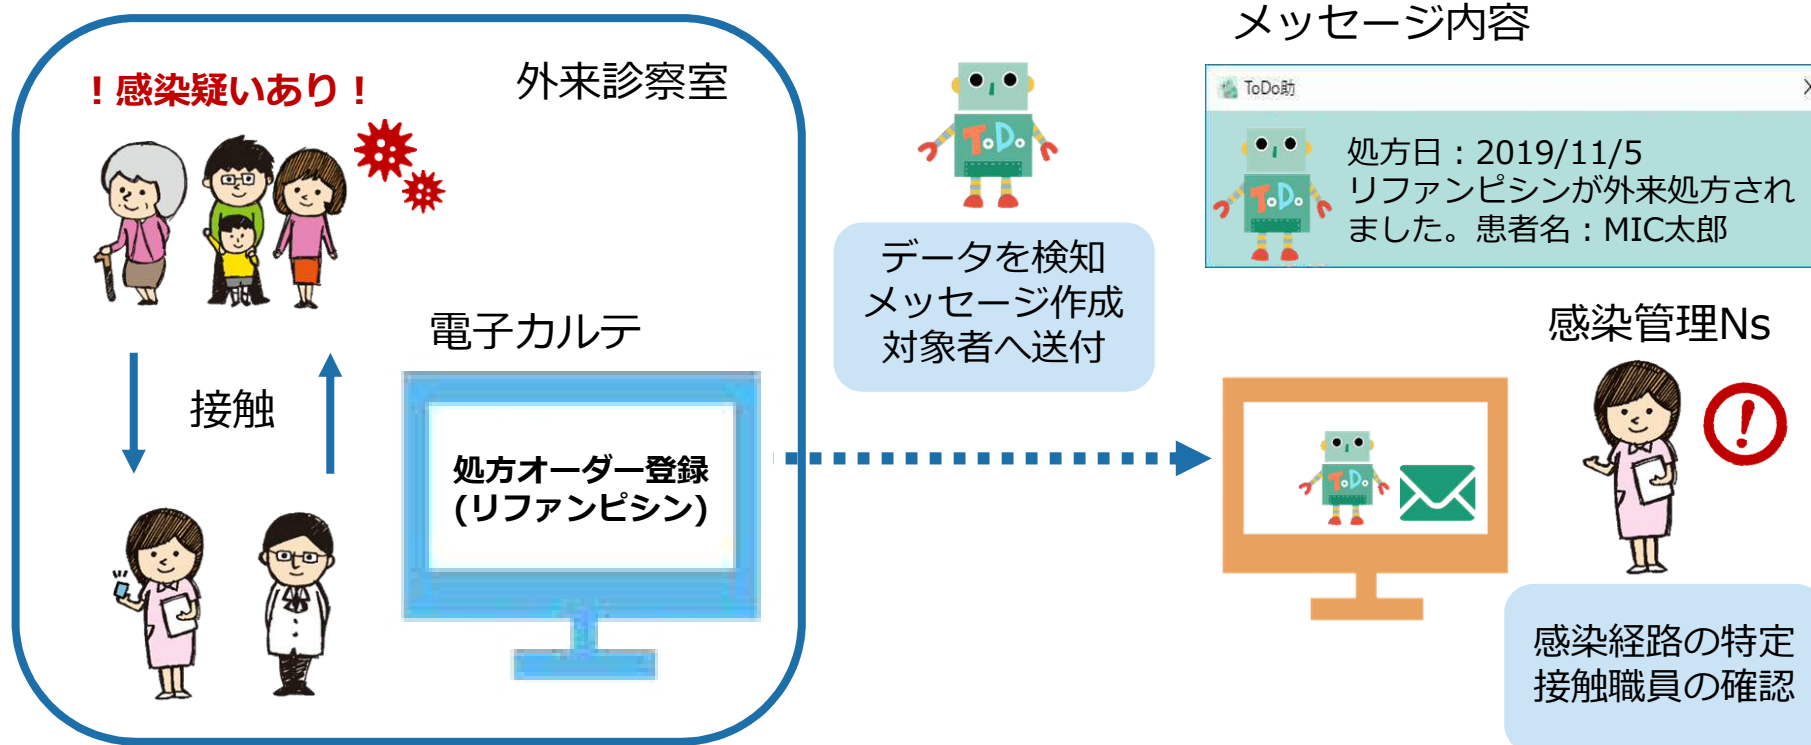 ！感染疑いあり！
外来診察室
接触
電子カルテ
処方オーダー登録
(リファンピシン)
ToDo
データを検知
メッセージ作成
対象者へ送付
メッセージ内容
ToDo助
ToDo
処方日：2019/11/5
リファンピシンが外来処方され
ました。患者名：MIC太郎
感染管理Ns
ToDo
感染経路の特定
接触職員の確認